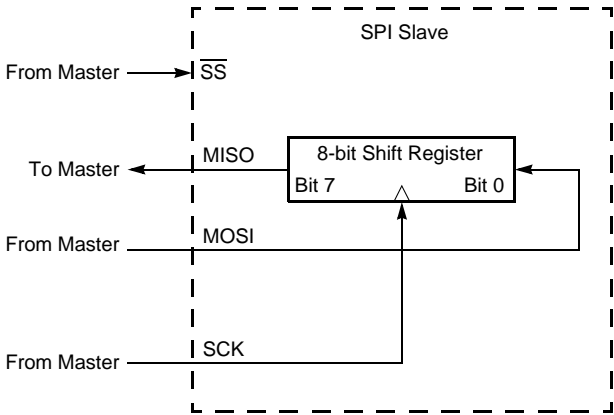 SPI Slave
From Master
S̅S̅
To Master
MISO
8-bit Shift Register
Bit 7
Bit 0
From Master
MOSI
From Master
SCK